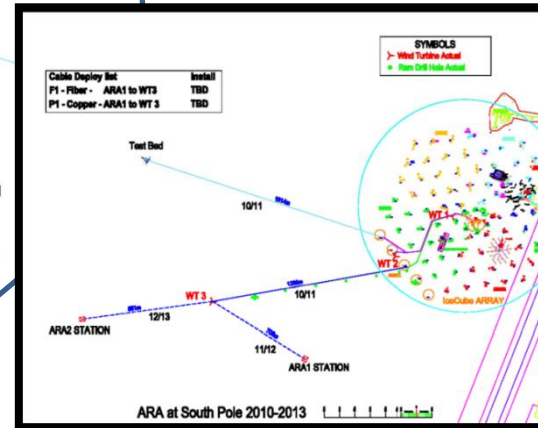 SYMBOLS
Wind Turbine Actual
Ram Drill Hole Actual
Cable Deploy list Install
F1 - Fiber - ARA1 to WT3 TBD
P1 - Copper - ARA1 to WT 3 TBD
Test Bed
10/11
WT 1
WT 2
WT 3
10/11
IceCube ARRAY
12/13
ARA2 STATION
11/12
ARA1 STATION
ARA at South Pole 2010-2013